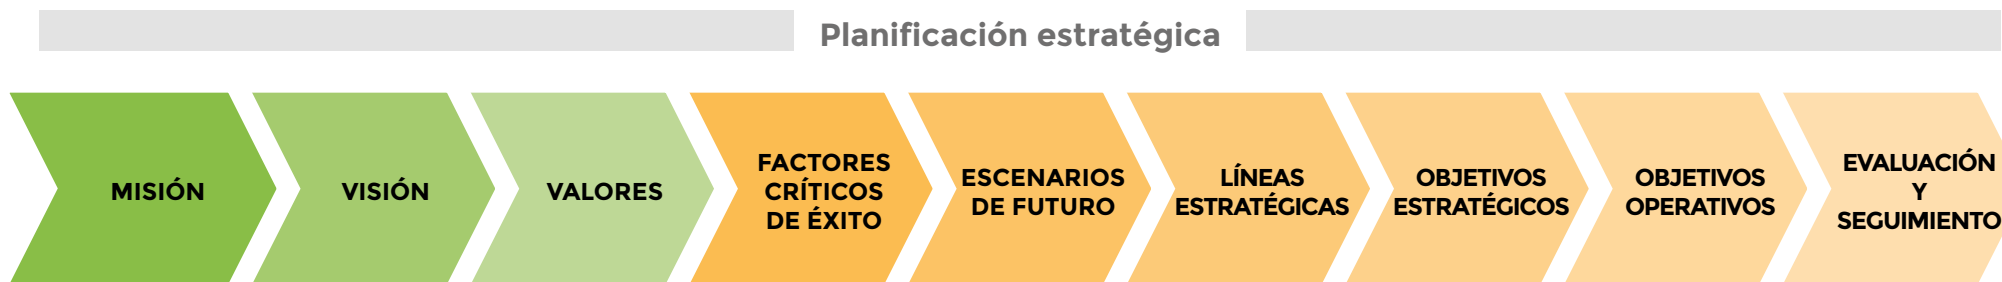 Planificación estratégica
MISIÓN
VISIÓN
VALORES
FACTORES
CRÍTICOS
DE ÉXITO
ESCENARIOS
DE FUTURO
LÍNEAS
ESTRATÉGICAS
OBJETIVOS
ESTRATÉGICOS
OBJETIVOS
OPERATIVOS
EVALUACIÓN
Y
SEGUIMIENTO